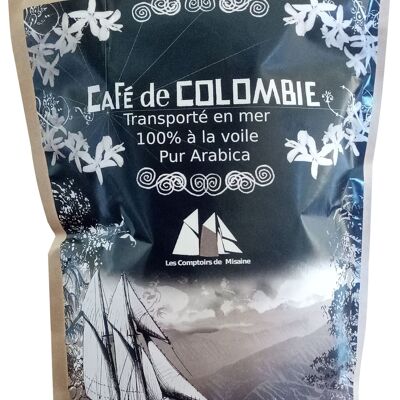 CAFÉ de COLOMBIE
Transporté en mer
100% à la voile
Pur Arabica
Les Comptoirs de Misaine